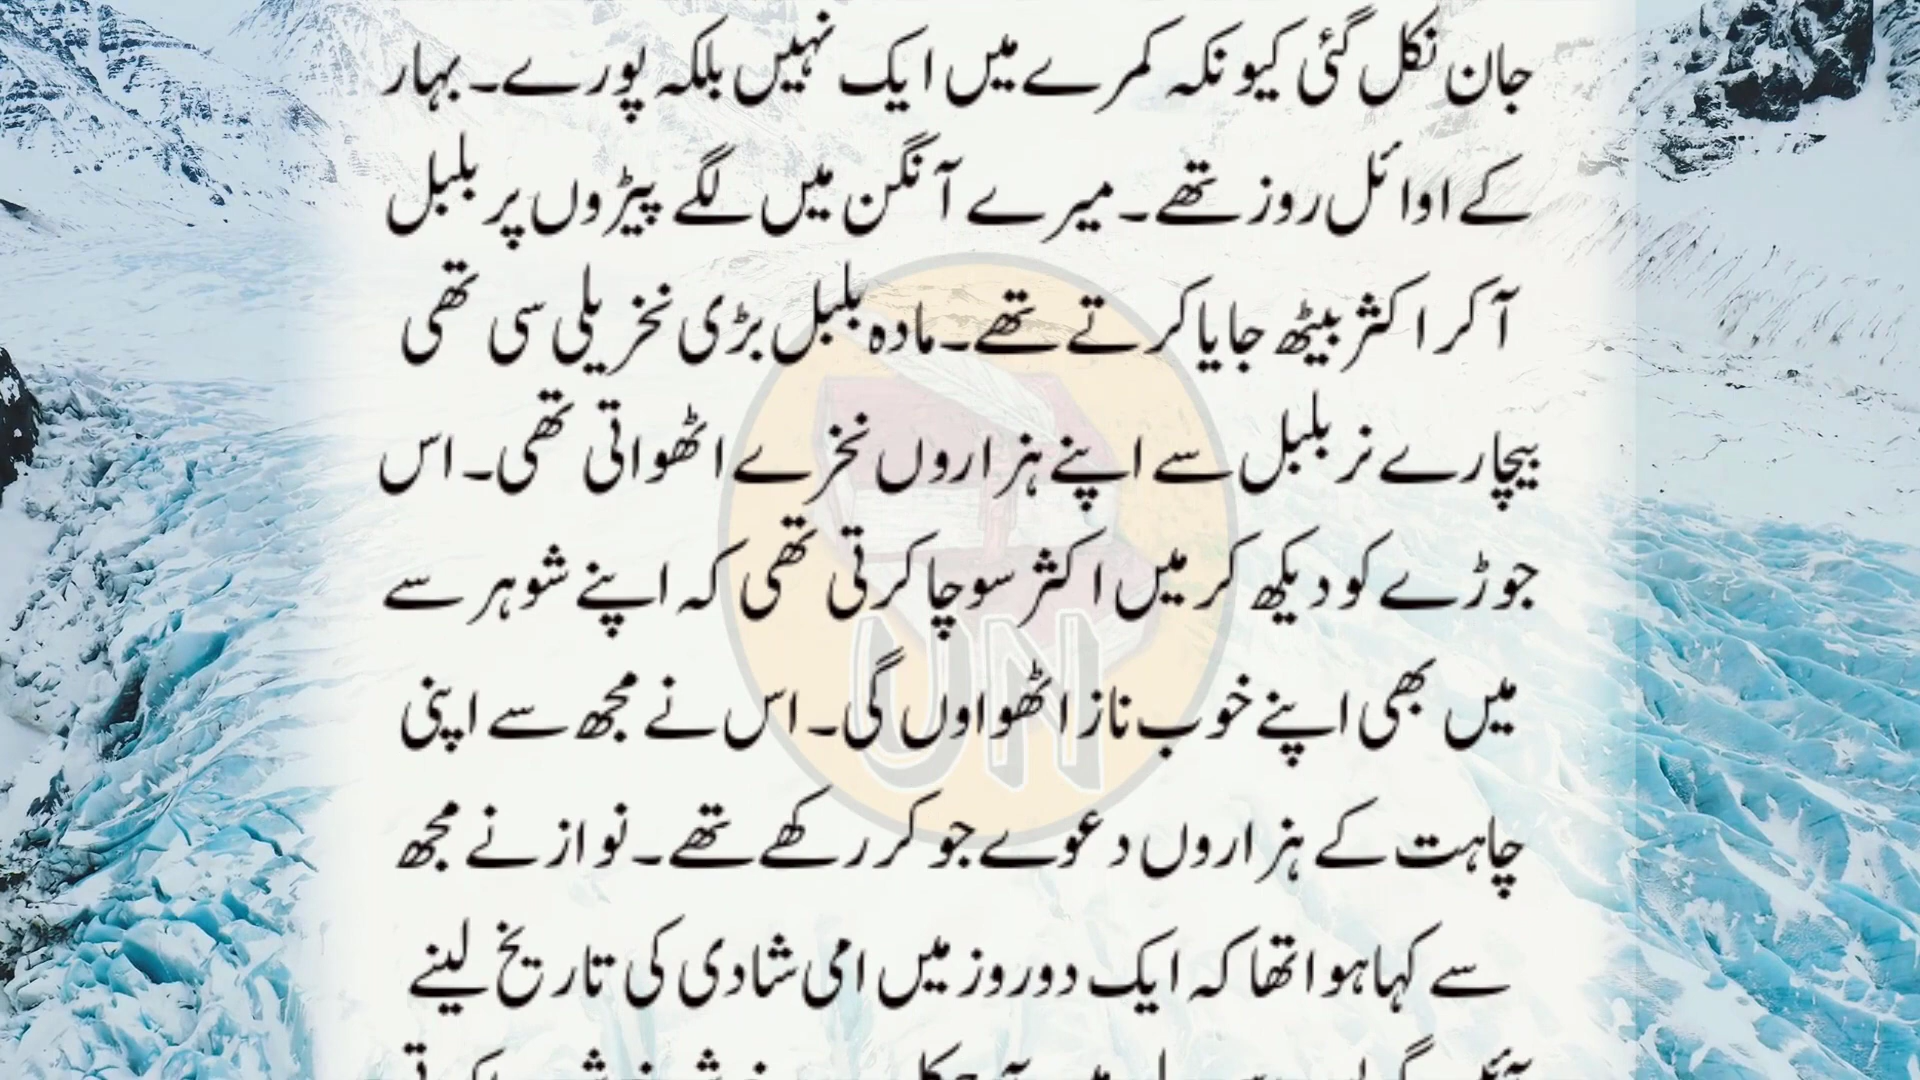 جان نکل گئی کیونکہ کمرے میں ایک نہیں بلکہ پورے۔ بہار
کے اوائل روز تھے۔ میرے آنگن میں لگے پیڑوں پر بلبل
آکر اکثر بیٹھ جایا کرتے تھے۔ مادہ بلبل بڑی نخریلی سی تھی
بیچارے نر بلبل سے اپنے ہزاروں نخرے اٹھواتی تھی۔ اس
جوڑے کو دیکھ کر میں اکثر سوچا کرتی تھی کہ اپنے شوہر سے
میں بھی اپنے خوب ناز اٹھواوں گی۔ اس نے مجھ سے اپنی
چاہت کے ہزاروں دعوے جو کر رکھے تھے۔ نواز نے مجھ
سے کہا ہوا تھا کہ ایک دو روز میں امی شادی کی تاریخ لینے
UN